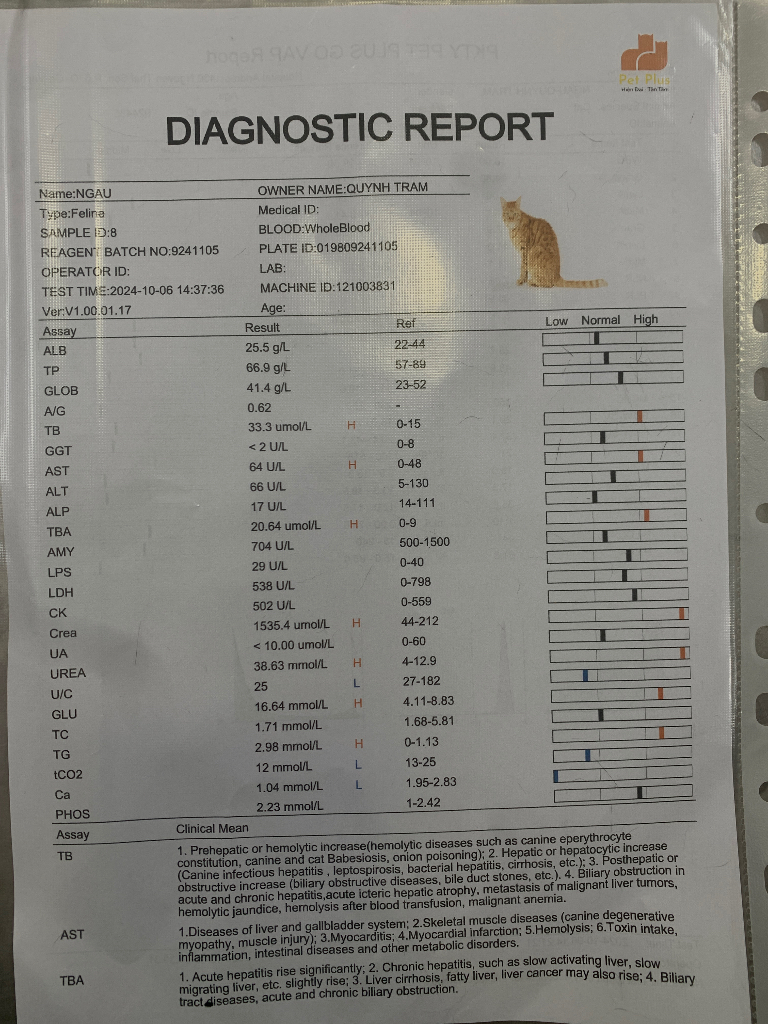 Pet Plus
Hiện Đại - Tận Tâm
DIAGNOSTIC REPORT
Name:NGAU OWNER NAME:QUYNH TRAM
Type:Feline Medical ID:
SAMPLE ID:8 BLOOD:WholeBlood
REAGENT BATCH NO:9241105 PLATE ID:019809241105
OPERATOR ID: LAB:
TEST TIME:2024-10-06 14:37:36 MACHINE ID:121003831
Ver:V1.00.01.17 Age:
Assay Result Ref Low Normal High
ALB 25.5 g/L 22-44
TP 66.9 g/L 57-89
GLOB 41.4 g/L 23-52
A/G 0.62 -
TB 33.3 umol/L H 0-15
GGT < 2 U/L 0-8
AST 64 U/L H 0-48
ALT 66 U/L 5-130
ALP 17 U/L 14-111
TBA 20.64 umol/L H 0-9
AMY 704 U/L 500-1500
LPS 29 U/L 0-40
LDH 538 U/L 0-798
CK 502 U/L 0-559
Crea 1535.4 umol/L H 44-212
UA < 10.00 umol/L 0-60
UREA 38.63 mmol/L H 4-12.9
U/C 25 L 27-182
GLU 16.64 mmol/L H 4.11-8.83
TC 1.71 mmol/L 1.68-5.81
TG 2.98 mmol/L H 0-1.13
tCO2 12 mmol/L L 13-25
Ca 1.04 mmol/L L 1.95-2.83
PHOS 2.23 mmol/L 1-2.42
Assay Clinical Mean
TB 1. Prehepatic or hemolytic increase(hemolytic diseases such as canine eperythrocyte
constitution, canine and cat Babesiosis, onion poisoning); 2. Hepatic or hepatocytic increase
(Canine infectious hepatitis , leptospirosis, bacterial hepatitis, cirrhosis, etc.); 3. Posthepatic or
obstructive increase (biliary obstructive diseases, bile duct stones, etc.). 4. Biliary obstruction in
acute and chronic hepatitis,acute icteric hepatic atrophy, metastasis of malignant liver tumors,
hemolytic jaundice, hemolysis after blood transfusion, malignant anemia.
AST 1.Diseases of liver and gallbladder system; 2.Skeletal muscle diseases (canine degenerative
myopathy, muscle injury); 3.Myocarditis; 4.Myocardial infarction; 5.Hemolysis; 6.Toxin intake,
inflammation, intestinal diseases and other metabolic disorders.
TBA 1. Acute hepatitis rise significantly; 2. Chronic hepatitis, such as slow activating liver, slow
migrating liver, etc. slightly rise; 3. Liver cirrhosis, fatty liver, liver cancer may also rise; 4. Biliary
tract diseases, acute and chronic biliary obstruction.